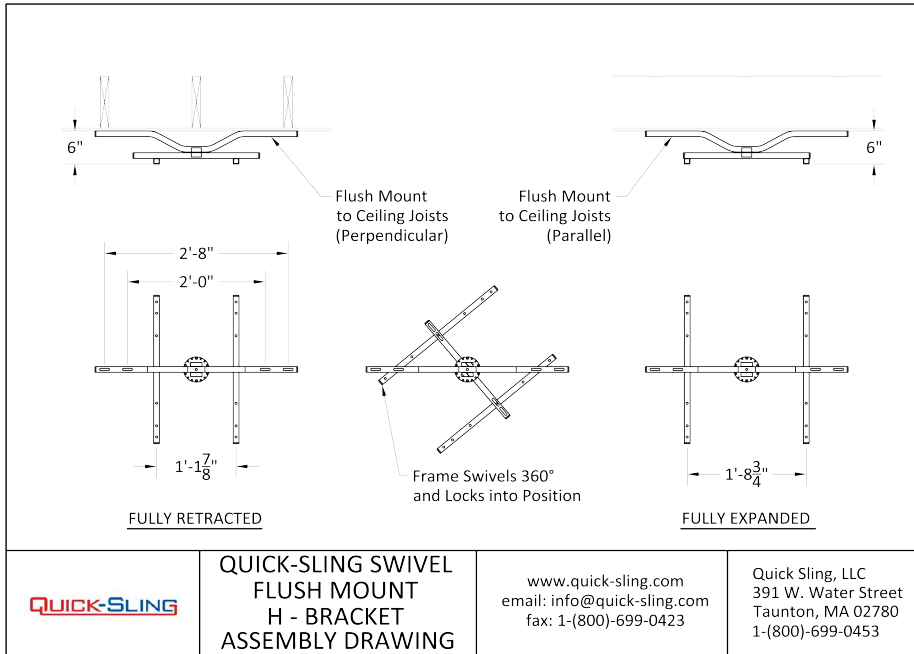 6"
Flush Mount
to Ceiling Joists
(Perpendicular)
Flush Mount
to Ceiling Joists
(Parallel)
6"
2'-8"
2'-0"
1'-1 7/8"
FULLY RETRACTED
Frame Swivels 360°
and Locks into Position
1'-8 3/4"
FULLY EXPANDED
QUICK-SLING
QUICK-SLING SWIVEL
FLUSH MOUNT
H - BRACKET
ASSEMBLY DRAWING
www.quick-sling.com
email: info@quick-sling.com
fax: 1-(800)-699-0423
Quick Sling, LLC
391 W. Water Street
Taunton, MA 02780
1-(800)-699-0453